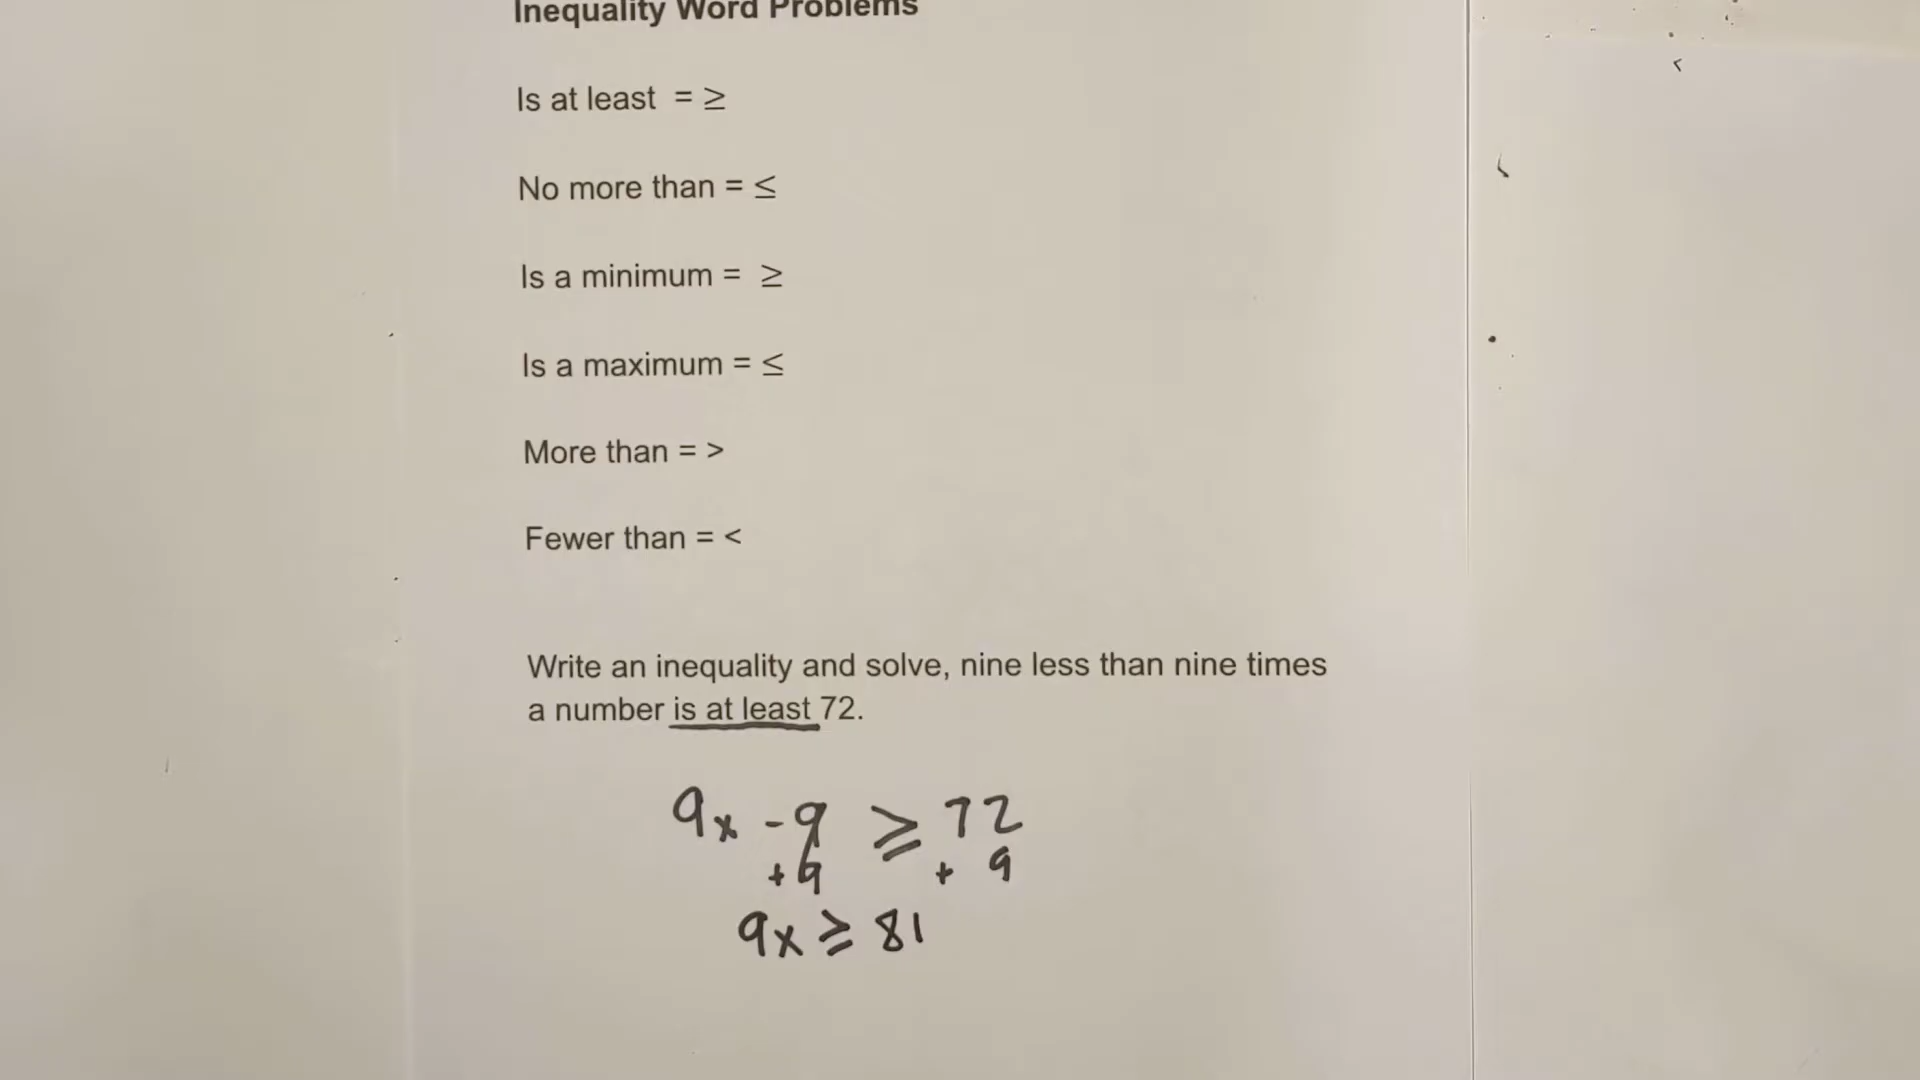 Inequality Word Problems
Is at least = ≥
No more than = ≤
Is a minimum = ≥
Is a maximum = ≤
More than = >
Fewer than = <
Write an inequality and solve, nine less than nine times
a number is at least 72.
9x - 9 ≥ 72
+ 9 + 9
9x ≥ 81